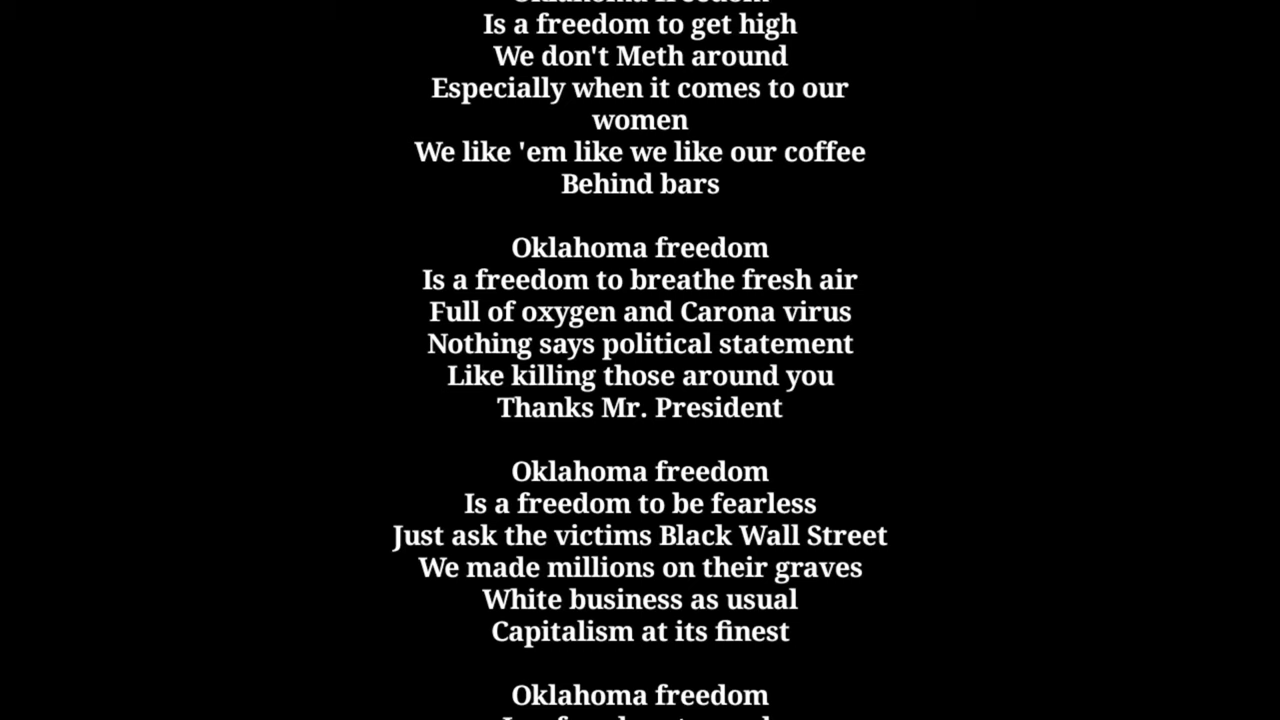 Oklahoma freedom
Is a freedom to get high
We don't Meth around
Especially when it comes to our
women
We like 'em like we like our coffee
Behind bars
Oklahoma freedom
Is a freedom to breathe fresh air
Full of oxygen and Carona virus
Nothing says political statement
Like killing those around you
Thanks Mr. President
Oklahoma freedom
Is a freedom to be fearless
Just ask the victims Black Wall Street
We made millions on their graves
White business as usual
Capitalism at its finest
Oklahoma freedom